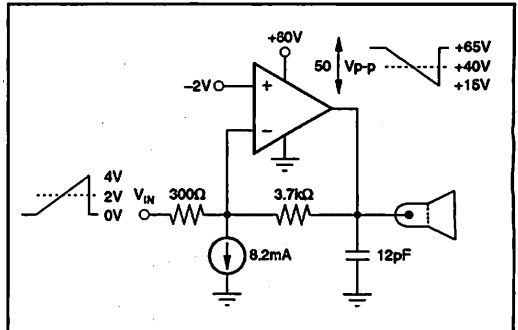 +80V
50 Vp-p
+65V
+40V
+15V
–2V
+
–
4V
2V
0V
VIN
300Ω
3.7kΩ
8.2mA
12pF